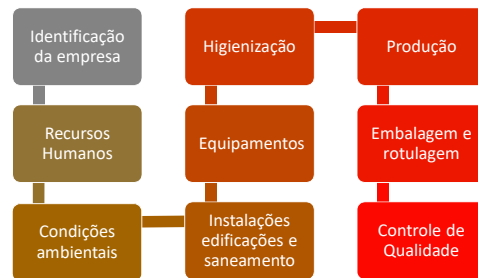 Identificação
da empresa
Recursos
Humanos
Condições
ambientais
Instalações
edificações e
saneamento
Equipamentos
Higienização
Produção
Embalagem e
rotulagem
Controle de
Qualidade